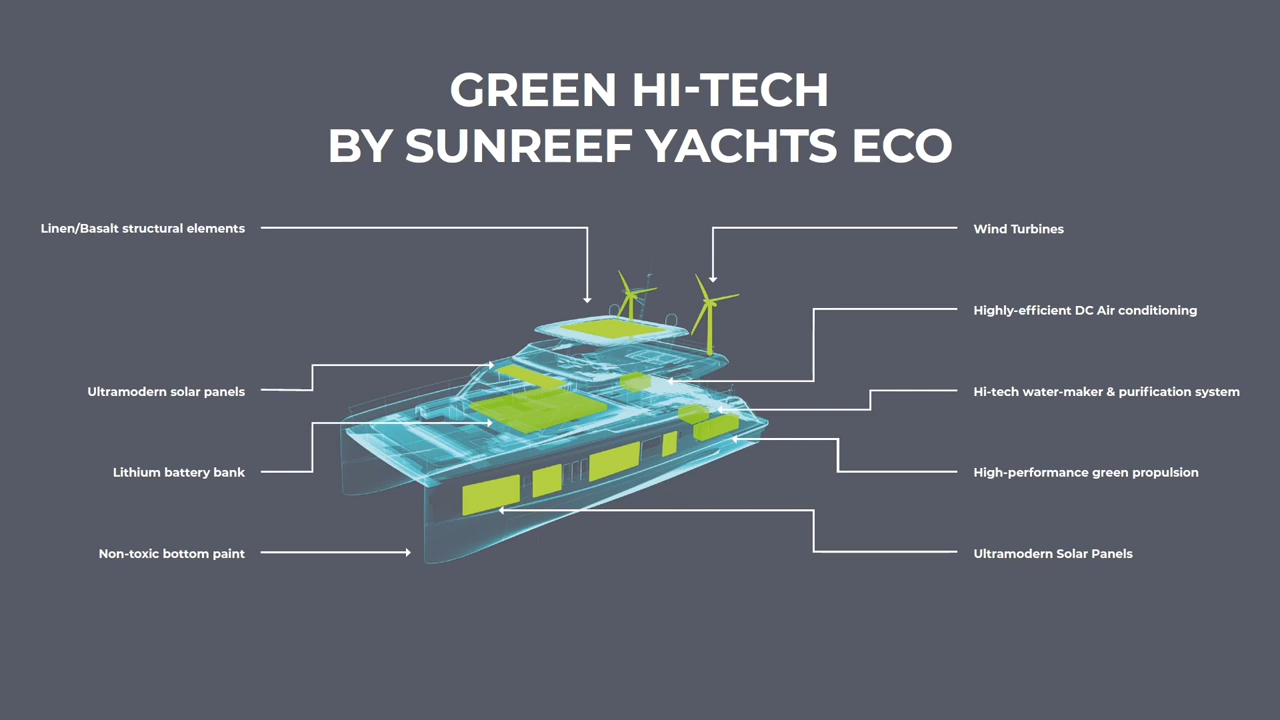 GREEN HI-TECH
BY SUNREEF YACHTS ECO
Linen/Basalt structural elements
Ultramodern solar panels
Lithium battery bank
Non-toxic bottom paint
Wind Turbines
Highly-efficient DC Air conditioning
Hi-tech water-maker & purification system
High-performance green propulsion
Ultramodern Solar Panels